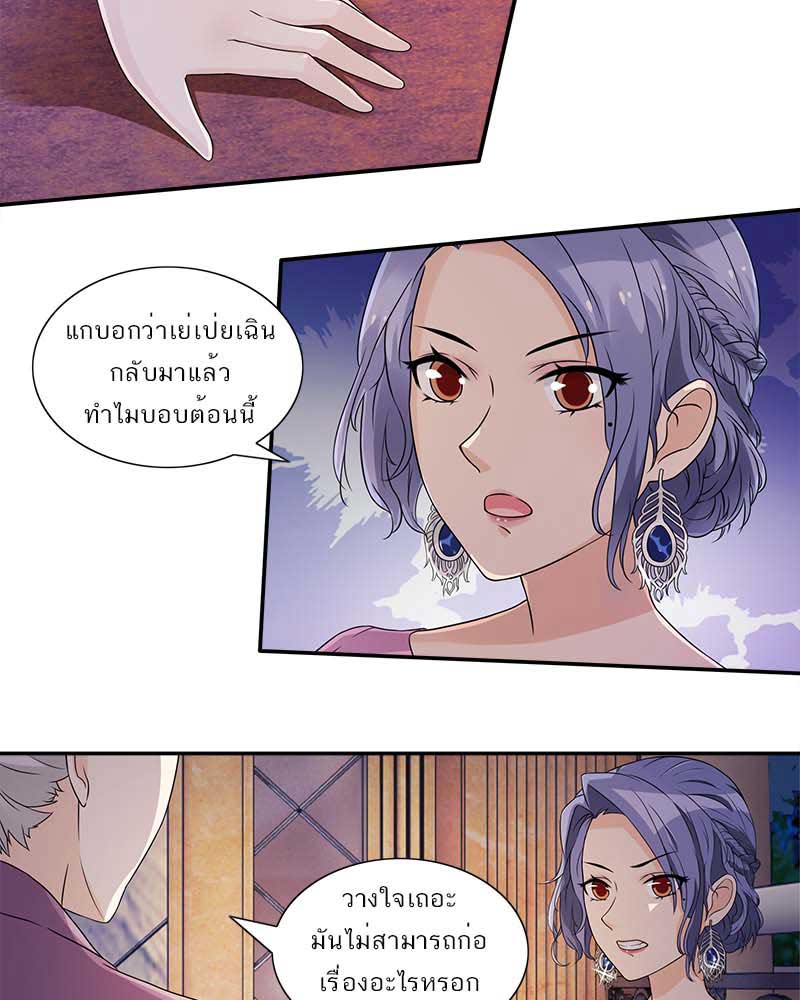 แกบอกว่าเย่เป่ยเฉิน
กลับมาแล้ว
ทำไมบอบต้อนนี้
วางใจเถอะ
มันไม่สามารถก่อ
เรื่องอะไรหรอก